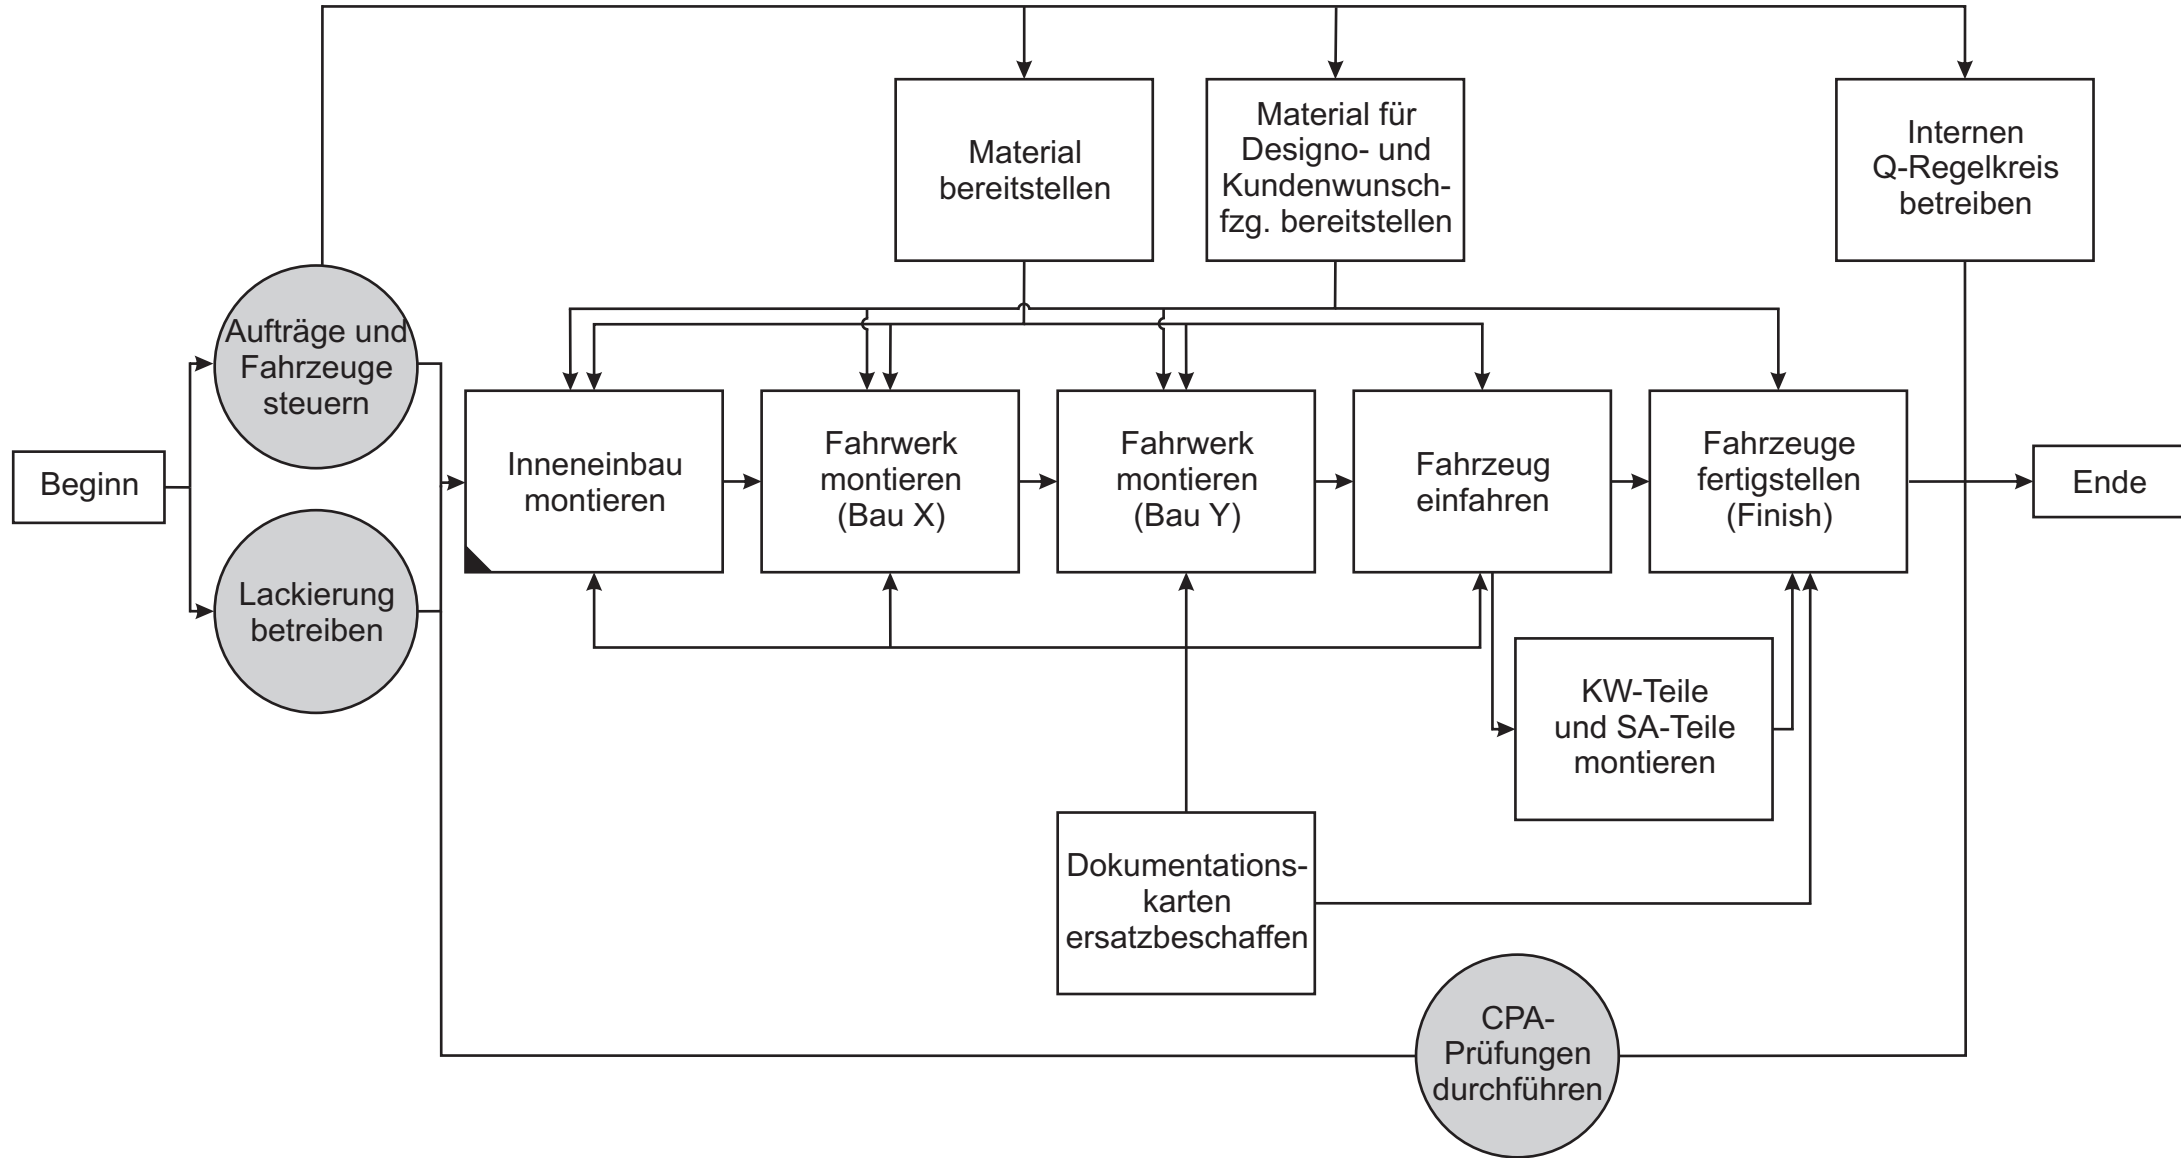 Material
bereitstellen
Material für
Designo- und
Kundenwunsch-
fzg. bereitstellen
Internen
Q-Regelkreis
betreiben
Aufträge und
Fahrzeuge
steuern
Beginn
Lackierung
betreiben
Inneneinbau
montieren
Fahrwerk
montieren
(Bau X)
Fahrwerk
montieren
(Bau Y)
Fahrzeug
einfahren
Fahrzeuge
fertigstellen
(Finish)
Ende
KW-Teile
und SA-Teile
montieren
Dokumentations-
karten
ersatzbeschaffen
CPA-
Prüfungen
durchführen